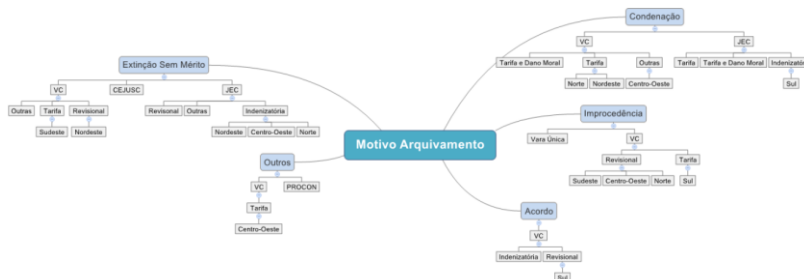 Motivo Arquivamento
Condenação
VC
JEC
Tarifa e Dano Moral
Tarifa
Outras
Tarifa
Tarifa e Dano Moral
Indenizatória
Norte
Nordeste
Centro-Oeste
Sul
Improcedência
Vara Única
VC
Revisional
Tarifa
Sudeste
Centro-Oeste
Norte
Sul
Acordo
VC
Indenizatória
Revisional
Sul
Extinção Sem Mérito
VC
CEJUSC
JEC
Outras
Tarifa
Revisional
Revisional
Outras
Indenizatória
Sudeste
Nordeste
Nordeste
Centro-Oeste
Norte
Outros
VC
PROCON
Tarifa
Centro-Oeste